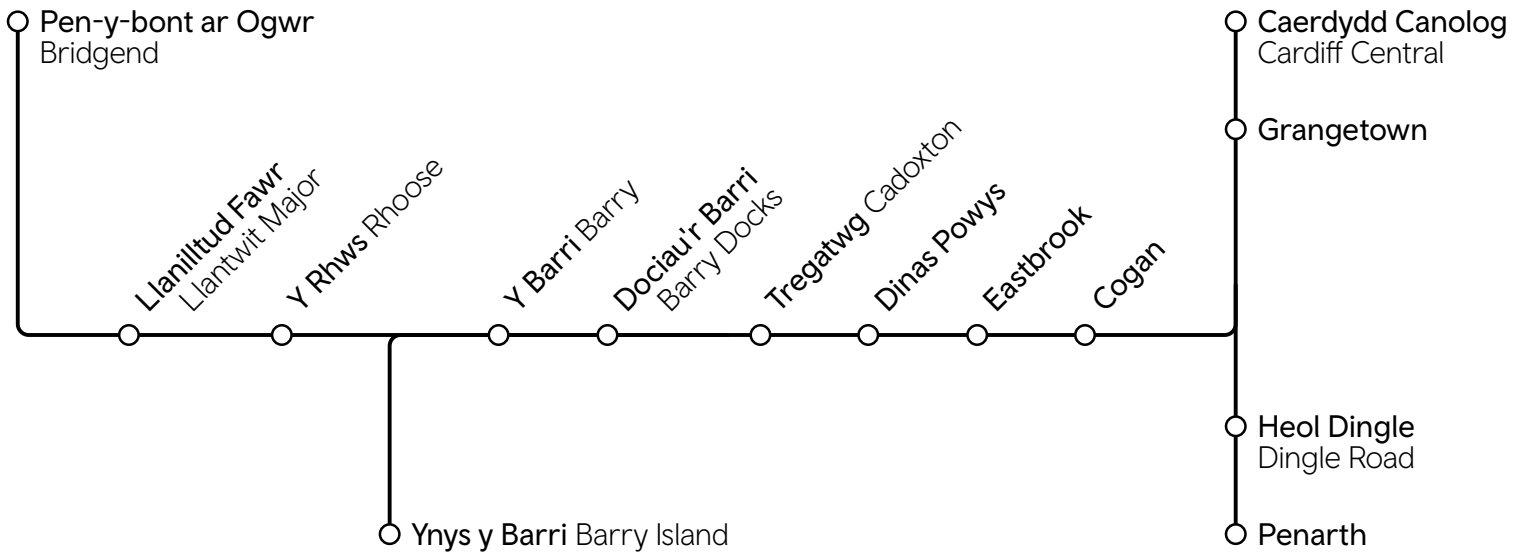 Pen-y-bont ar Ogwr
Bridgend
Llanilltud Fawr
Llantwit Major
Y Rhws Rhoose
Y Barri Barry
Dociau'r Barri
Barry Docks
Tregatwg Cadoxton
Dinas Powys
Eastbrook
Cogan
Caerdydd Canolog
Cardiff Central
Grangetown
Heol Dingle
Dingle Road
Penarth
Ynys y Barri Barry Island